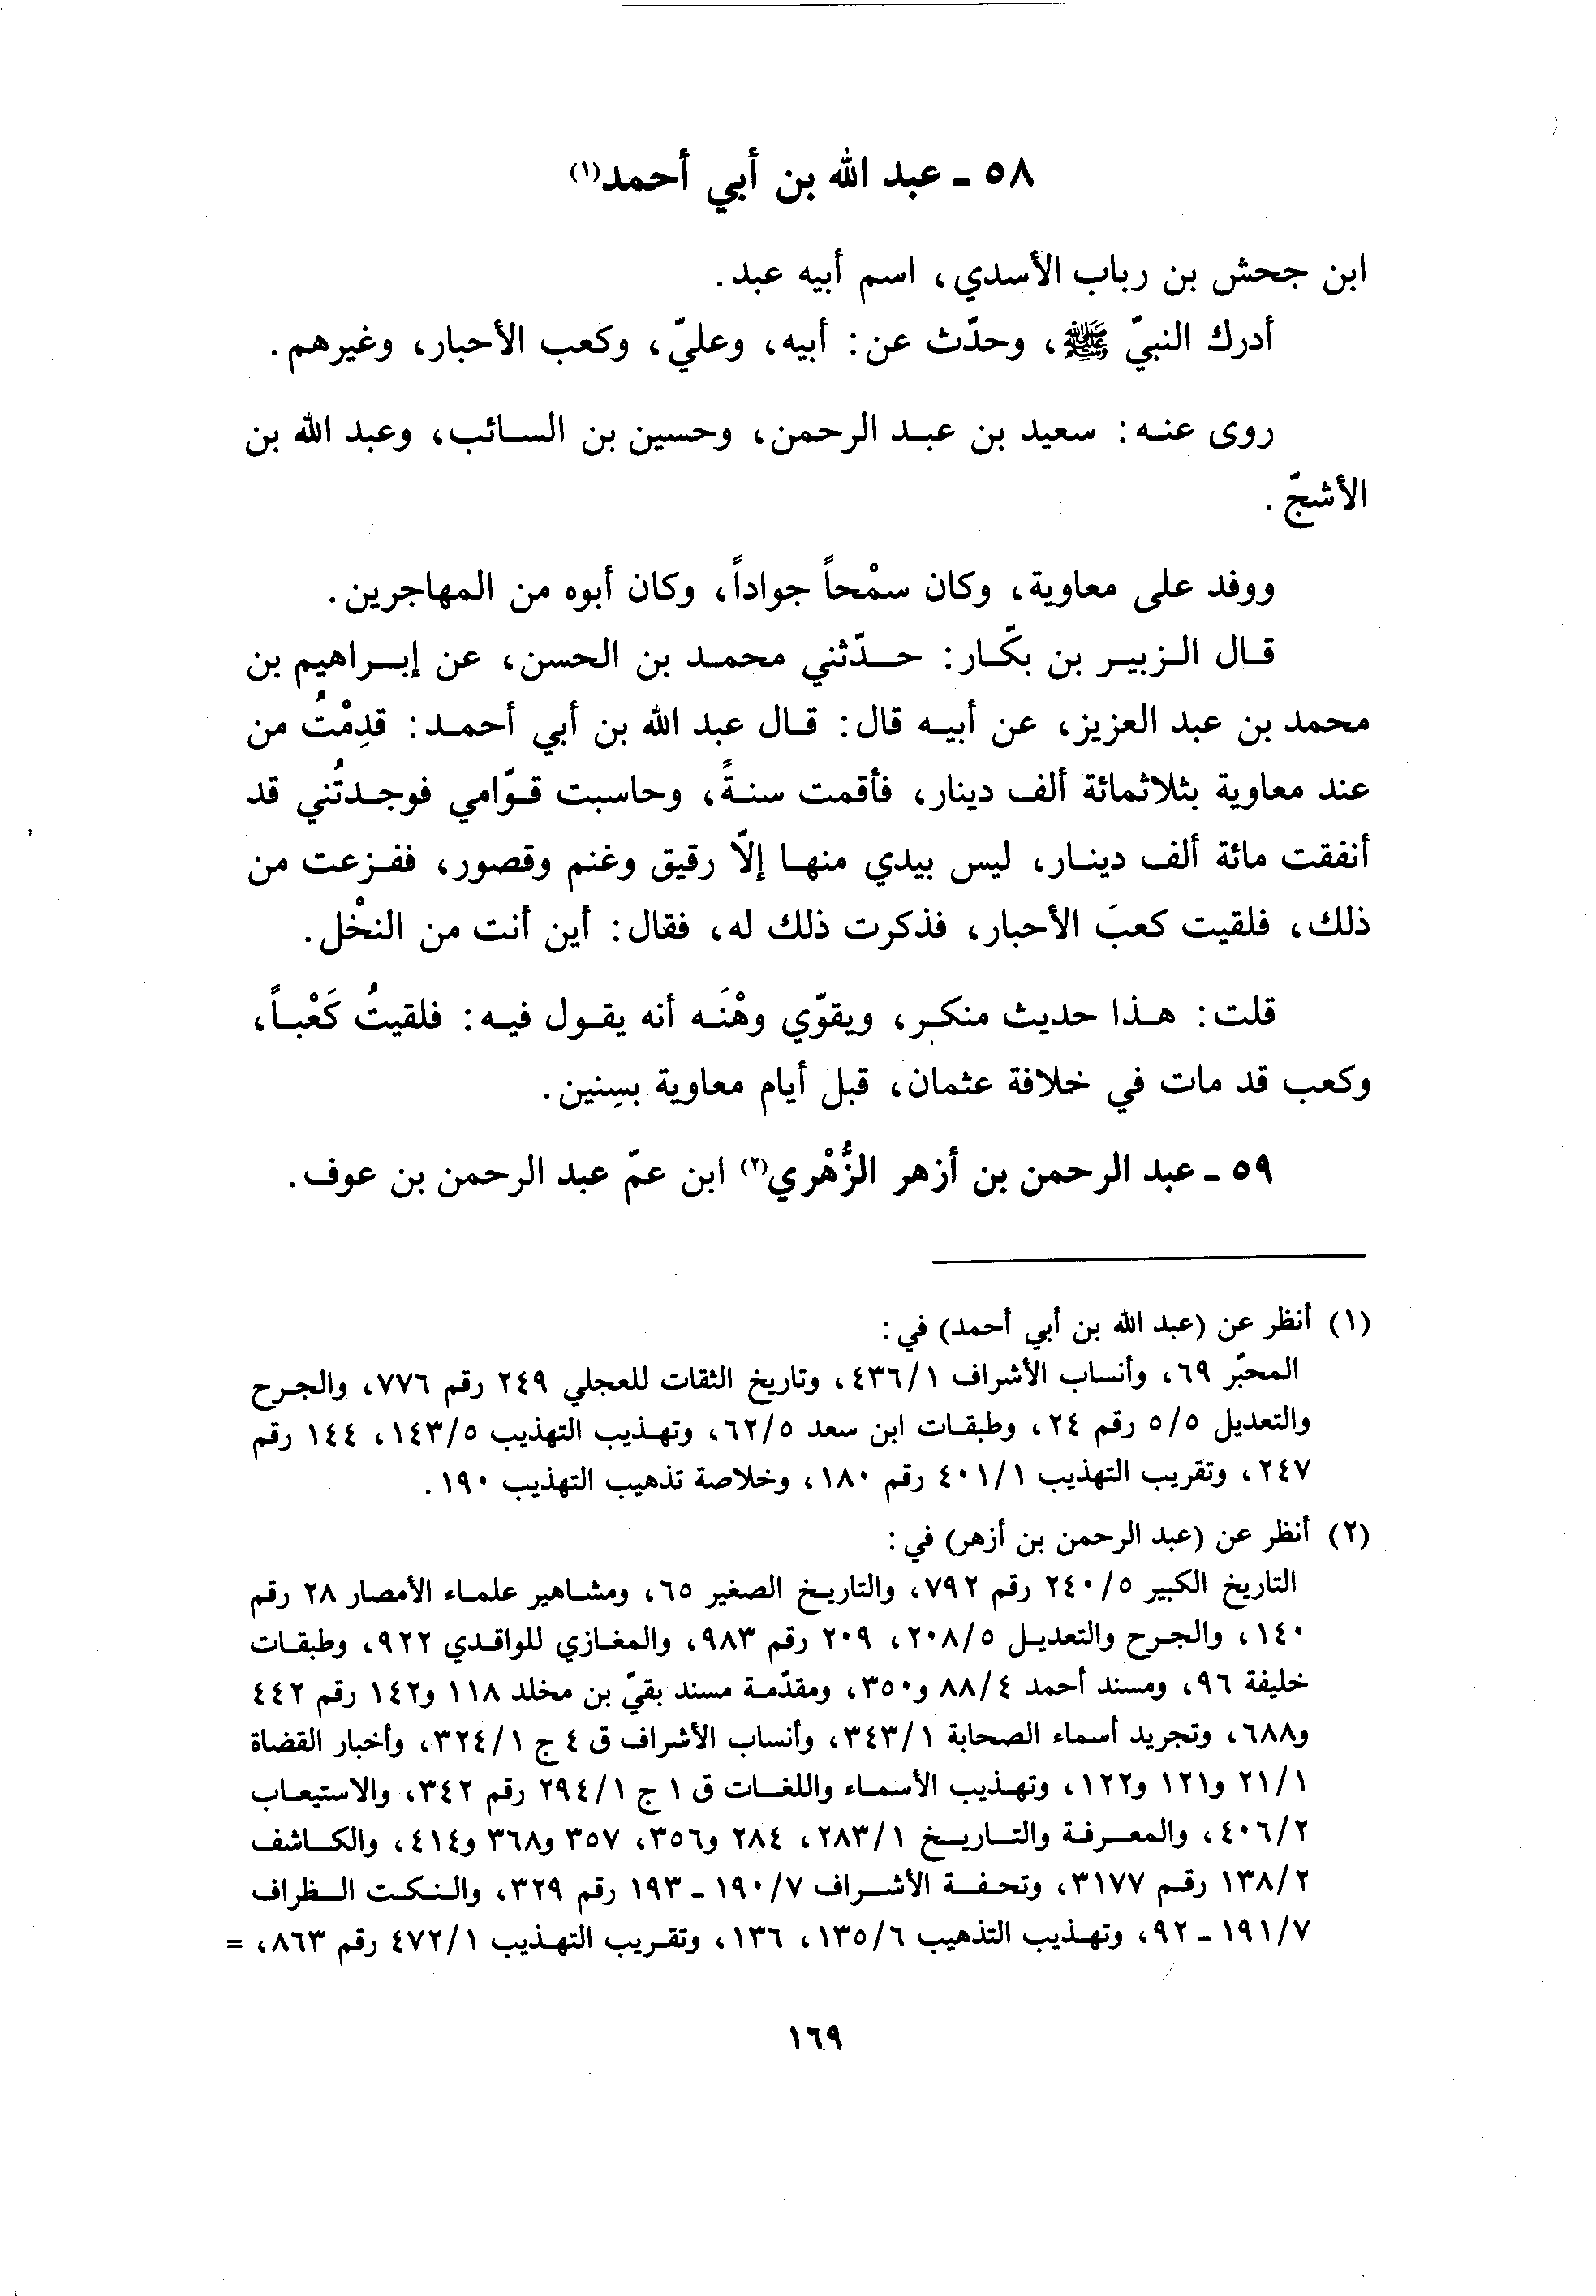 ٥٨ ـ عبد الله بن أبي أحمد(١)
ابن جحش بن رباب الأسدي، اسم أبيه عبد.
أدرك النبيّ ﷺ، وحدّث عن: أبيه، وعليّ، وكعب الأحبار، وغيرهم.
روى عنه: سعيد بن عبد الرحمن، وحسين بن السائب، وعبد الله بن
الأشجّ.
ووفد على معاوية، وكان سمْحاً جواداً، وكان أبوه من المهاجرين.
قال الزبير بن بكّار: حدّثني محمد بن الحسن، عن إبراهيم بن
محمد بن عبد العزيز، عن أبيه قال: قال عبد الله بن أبي أحمد: قدِمْتُ من
عند معاوية بثلاثمائة ألف دينار، فأقمت سنةً، وحاسبت قوّامي فوجدتُني قد
أنفقت مائة ألف دينار، ليس بيدي منها إلّا رقيق وغنم وقصور، ففزعت من
ذلك، فلقيت كعبَ الأحبار، فذكرت ذلك له، فقال: أين أنت من النخْل.
قلت: هذا حديث منكر، ويقوّي وهْنَه أنه يقول فيه: فلقيتُ كَعْباً،
وكعب قد مات في خلافة عثمان، قبل أيام معاوية بسِنين.
٥٩ ـ عبد الرحمن بن أزهر الزُّهْري(٢) ابن عمّ عبد الرحمن بن عوف.
(١) أنظر عن (عبد الله بن أبي أحمد) في:
المحبّر ٦٩، وأنساب الأشراف ٤٣٦/١، وتاريخ الثقات للعجلي ٢٤٩ رقم ٧٧٦، والجرح
والتعديل ٥/٥ رقم ٢٤، وطبقات ابن سعد ٦٢/٥، وتهذيب التهذيب ١٤٣/٥، ١٤٤ رقم
٢٤٧، وتقريب التهذيب ٤٠١/١ رقم ١٨٠، وخلاصة تذهيب التهذيب ١٩٠.
(٢) أنظر عن (عبد الرحمن بن أزهر) في:
التاريخ الكبير ٢٤٠/٥ رقم ٧٩٢، والتاريخ الصغير ٦٥، ومشاهير علماء الأمصار ٢٨ رقم
١٤٠، والجرح والتعديل ٢٠٨/٥، ٢٠٩ رقم ٩٨٣، والمغازي للواقدي ٩٢٢، وطبقات
خليفة ٩٦، ومسند أحمد ٨٨/٤ و٣٥٠، ومقدّمة مسند بقيّ بن مخلد ١١٨ و١٤٢ رقم ٤٤٢
و٦٨٨، وتجريد أسماء الصحابة ٣٤٣/١، وأنساب الأشراف ق ٤ ج ٣٢٤/١، وأخبار القضاة
٢١/١ و١٢١ و١٢٢، وتهذيب الأسماء واللغات ق ١ ج ٢٩٤/١ رقم ٣٤٢، والاستيعاب
٤٠٦/٢، والمعرفة والتاريخ ٢٨٣/١، ٢٨٤ و٣٥٦، ٣٥٧ و٣٦٨ و٤١٤، والكاشف
١٣٨/٢ رقم ٣١٧٧، وتحفة الأشراف ١٩٠/٧ ـ ١٩٣ رقم ٣٢٩، والنكت الظراف
١٩١/٧ ـ ٩٢، وتهذيب التذهيب ١٣٥/٦، ١٣٦، وتقريب التهذيب ٤٧٢/١ رقم ٨٦٣، =
١٦٩